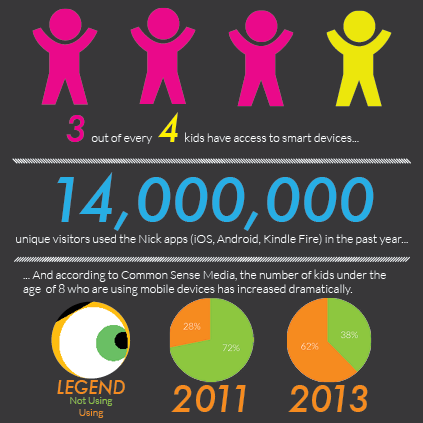 3 out of every 4 kids have access to smart devices...
14,000,000
unique visitors used the Nick apps (iOS, Android, Kindle Fire) in the past year...
... And according to Common Sense Media, the number of kids under the
age of 8 who are using mobile devices has increased dramatically.
28%
72%
62%
38%
LEGEND
Not Using
Using
2011
2013